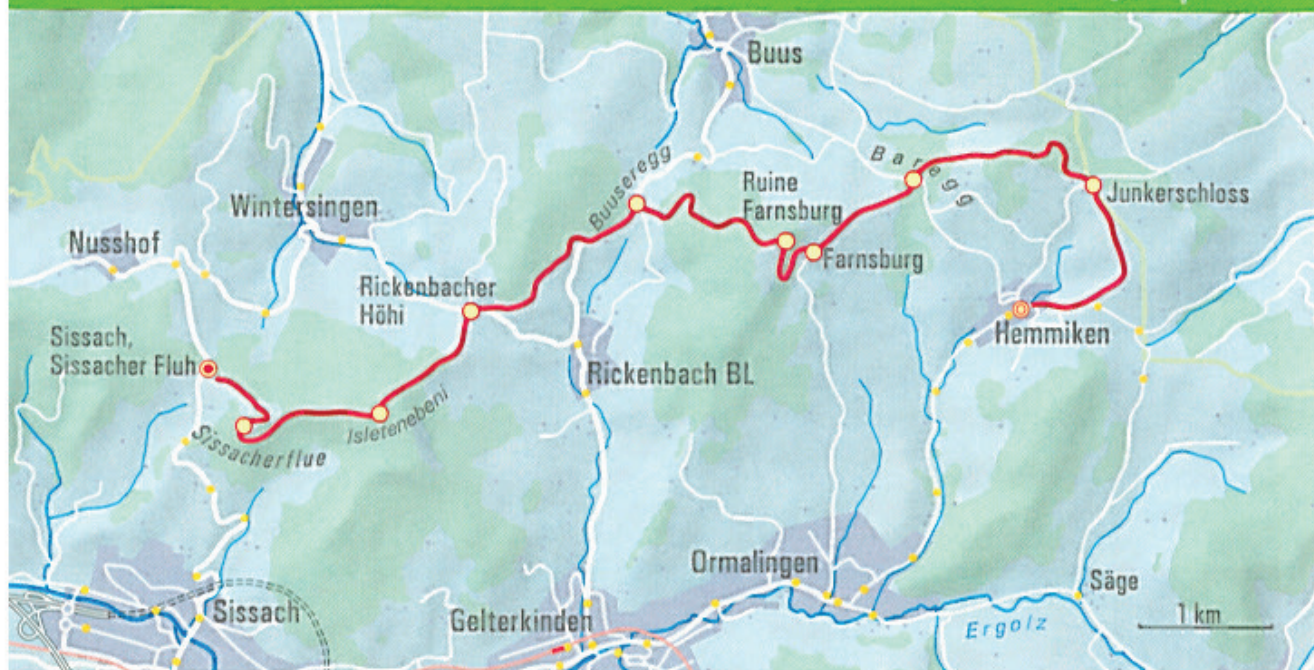 Buus
Buuseregg
Baregg
Ruine
Farnsburg
Junkerschloss
Wintersingen
Nusshof
Farnsburg
Rickenbacher
Höhi
Hemmiken
Sissach,
Sissacher Fluh
Rickenbach BL
Isletenebeni
Sissacherflue
Ormalingen
Säge
Sissach
Gelterkinden
Ergolz
1 km